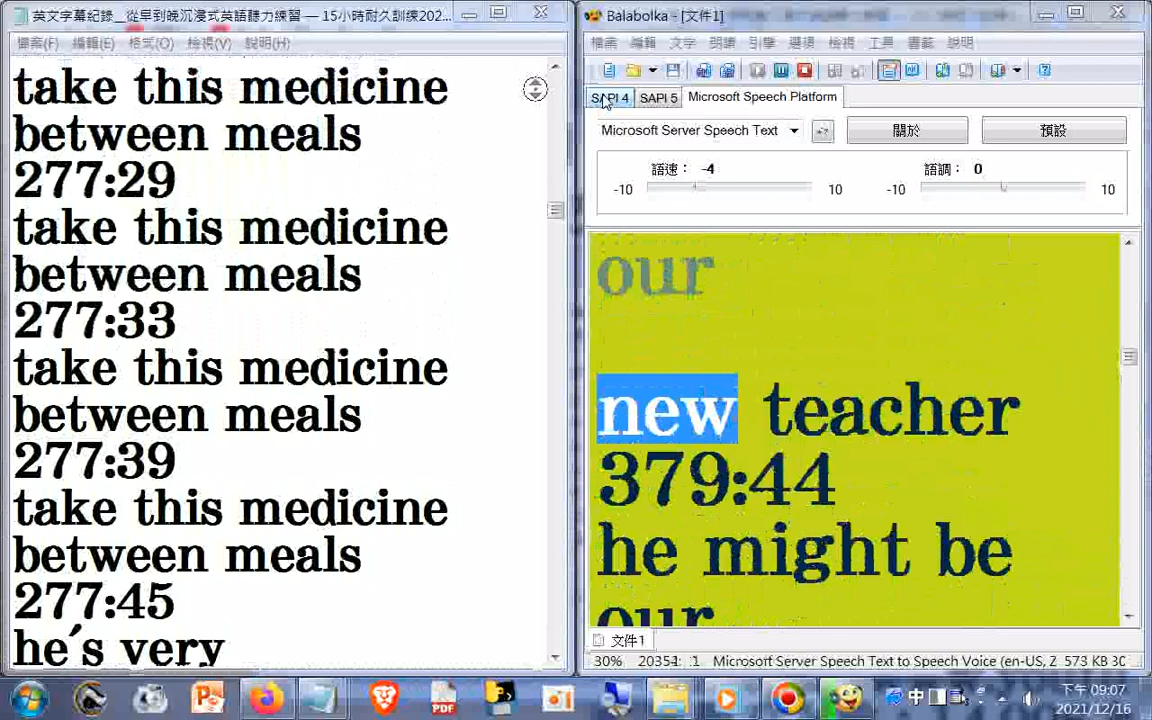 英文字幕紀錄__從早到晚沉浸式英語聽力練習 — 15小時耐久訓練202...
檔案(F) 編輯(E) 格式(O) 檢視(V) 說明(H)
take this medicine
between meals
277:29
take this medicine
between meals
277:33
take this medicine
between meals
277:39
take this medicine
between meals
277:45
he's very
Balabolka - [文件1]
檔案 編輯 文字 朗讀 引擎 選項 檢視 工具 書籤 說明
SAPI 4 SAPI 5 Microsoft Speech Platform
Microsoft Server Speech Text
關於 預設
語速: -4 語調: 0
-10 10 -10 10
our
new teacher
379:44
he might be
our
文件1
30% 20354: :1 Microsoft Server Speech Text to Speech Voice (en-US, Z 573 KB 3C
PDF
中
下午 09:07
2021/12/16